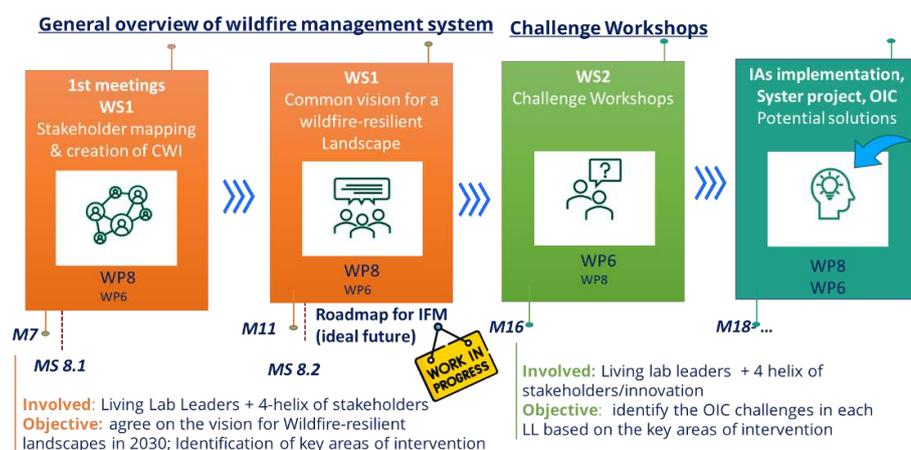 General overview of wildfire management system
Challenge Workshops
1st meetings
WS1
Stakeholder mapping
& creation of CWI
WP8
WP6
WS1
Common vision for a
wildfire-resilient
Landscape
WP8
WP6
WS2
Challenge Workshops
?
WP6
WP8
IAs implementation,
Syster project, OIC
Potential solutions
WP8
WP6
M7
MS 8.1
M11
MS 8.2
Roadmap for IFM
(ideal future)
WORK IN
PROGRESS
M16
M18-...
Involved: Living Lab Leaders + 4-helix of stakeholders
Objective: agree on the vision for Wildfire-resilient
landscapes in 2030; Identification of key areas of intervention
Involved: Living lab leaders + 4 helix of
stakeholders/innovation
Objective: identify the OIC challenges in each
LL based on the key areas of intervention